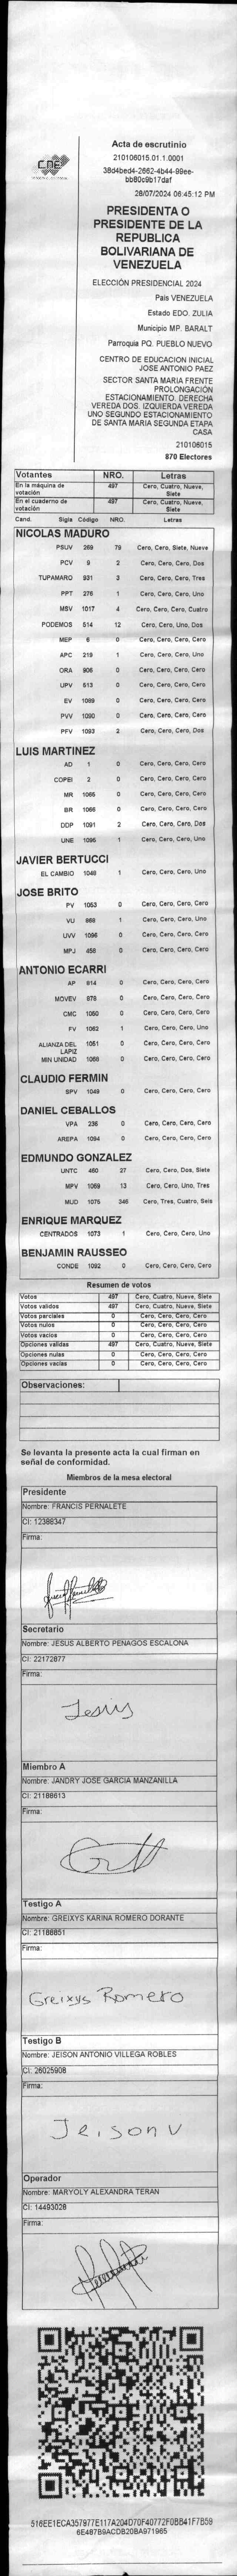 CNE
Acta de escrutinio
210106015.01.1.0001
38d4bed4-2662-4b44-99ee-
bb80c9b17daf
28/07/2024 06:45:12 PM
PRESIDENTA O
PRESIDENTE DE LA
REPUBLICA
BOLIVARIANA DE
VENEZUELA
ELECCIÓN PRESIDENCIAL 2024
País VENEZUELA
Estado EDO. ZULIA
Municipio MP. BARALT
Parroquia PQ. PUEBLO NUEVO
CENTRO DE EDUCACION INICIAL
JOSE ANTONIO PAEZ
SECTOR SANTA MARIA FRENTE
PROLONGACIÓN
ESTACIONAMIENTO. DERECHA
VEREDA DOS. IZQUIERDA VEREDA
UNO SEGUNDO ESTACIONAMIENTO
DE SANTA MARIA SEGUNDA ETAPA
CASA
210106015
870 Electores
Votantes NRO. Letras
En la máquina de votación 497 Cero, Cuatro, Nueve, Siete
En el cuaderno de votación 497 Cero, Cuatro, Nueve, Siete
Cand. Sigla Código NRO. Letras
NICOLAS MADURO
PSUV 269 79 Cero, Cero, Siete, Nueve
PCV 9 2 Cero, Cero, Cero, Dos
TUPAMARO 931 3 Cero, Cero, Cero, Tres
PPT 276 1 Cero, Cero, Cero, Uno
MSV 1017 4 Cero, Cero, Cero, Cuatro
PODEMOS 514 12 Cero, Cero, Uno, Dos
MEP 6 0 Cero, Cero, Cero, Cero
APC 219 1 Cero, Cero, Cero, Uno
ORA 906 0 Cero, Cero, Cero, Cero
UPV 513 0 Cero, Cero, Cero, Cero
EV 1089 0 Cero, Cero, Cero, Cero
PVV 1090 0 Cero, Cero, Cero, Cero
PFV 1093 2 Cero, Cero, Cero, Dos
LUIS MARTINEZ
AD 1 0 Cero, Cero, Cero, Cero
COPEI 2 0 Cero, Cero, Cero, Cero
MR 1065 0 Cero, Cero, Cero, Cero
BR 1066 0 Cero, Cero, Cero, Cero
DDP 1091 2 Cero, Cero, Cero, Dos
UNE 1095 1 Cero, Cero, Cero, Uno
JAVIER BERTUCCI
EL CAMBIO 1048 1 Cero, Cero, Cero, Uno
JOSE BRITO
PV 1053 0 Cero, Cero, Cero, Cero
VU 868 1 Cero, Cero, Cero, Uno
UVV 1096 0 Cero, Cero, Cero, Cero
MPJ 458 0 Cero, Cero, Cero, Cero
ANTONIO ECARRI
AP 814 0 Cero, Cero, Cero, Cero
MOVEV 878 0 Cero, Cero, Cero, Cero
CMC 1050 0 Cero, Cero, Cero, Cero
FV 1062 1 Cero, Cero, Cero, Uno
ALIANZA DEL LAPIZ 1051 0 Cero, Cero, Cero, Cero
MIN UNIDAD 1068 0 Cero, Cero, Cero, Cero
CLAUDIO FERMIN
SPV 1049 0 Cero, Cero, Cero, Cero
DANIEL CEBALLOS
VPA 236 0 Cero, Cero, Cero, Cero
AREPA 1094 0 Cero, Cero, Cero, Cero
EDMUNDO GONZALEZ
UNTC 460 27 Cero, Cero, Dos, Siete
MPV 1069 13 Cero, Cero, Uno, Tres
MUD 1075 346 Cero, Tres, Cuatro, Seis
ENRIQUE MARQUEZ
CENTRADOS 1073 1 Cero, Cero, Cero, Uno
BENJAMIN RAUSSEO
CONDE 1092 0 Cero, Cero, Cero, Cero
Resumen de votos
Votos 497 Cero, Cuatro, Nueve, Siete
Votos validos 497 Cero, Cuatro, Nueve, Siete
Votos parciales 0 Cero, Cero, Cero, Cero
Votos nulos 0 Cero, Cero, Cero, Cero
Votos vacios 0 Cero, Cero, Cero, Cero
Opciones validas 497 Cero, Cuatro, Nueve, Siete
Opciones nulas 0 Cero, Cero, Cero, Cero
Opciones vacias 0 Cero, Cero, Cero, Cero
Observaciones:
Se levanta la presente acta la cual firman en
señal de conformidad.
Miembros de la mesa electoral
Presidente
Nombre: FRANCIS PERNALETE
CI: 12388347
Firma:
Secretario
Nombre: JESUS ALBERTO PENAGOS ESCALONA
CI: 22172877
Firma:
Jesús
Miembro A
Nombre: JANDRY JOSE GARCIA MANZANILLA
CI: 21188613
Firma:
Testigo A
Nombre: GREIXYS KARINA ROMERO DORANTE
CI: 21188851
Firma:
Greixys Romero
Testigo B
Nombre: JEISON ANTONIO VILLEGA ROBLES
CI: 26025908
Firma:
Jeison V
Operador
Nombre: MARYOLY ALEXANDRA TERAN
CI: 14493028
Firma:
516EE1ECA357977E117A204D70F40772F0BB41F7B59
6E487B9ACDB20BA971965